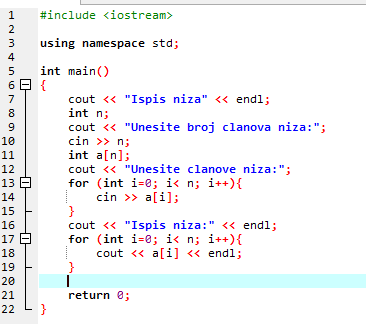 1 #include <iostream>
2
3 using namespace std;
4
5 int main()
6 {
7 cout << "Ispis niza" << endl;
8 int n;
9 cout << "Unesite broj clanova niza:";
10 cin >> n;
11 int a[n];
12 cout << "Unesite clanove niza:";
13 for (int i=0; i< n; i++){
14 cin >> a[i];
15 }
16 cout << "Ispis niza:" << endl;
17 for (int i=0; i< n; i++){
18 cout << a[i] << endl;
19 }
20
21 return 0;
22 }